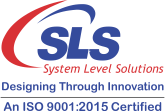 SLS
System Level Solutions
Designing Through Innovation
An ISO 9001:2015 Certified